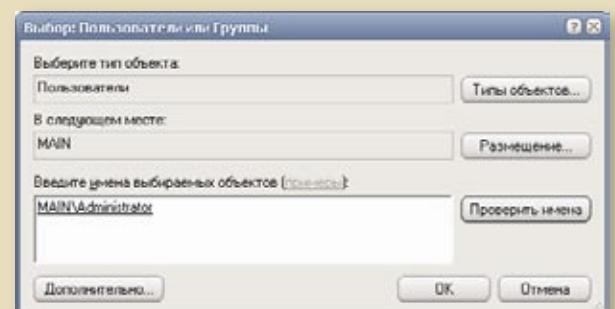 Выбор: Пользователи или Группы
Выберите тип объекта:
Пользователи
Типы объектов...
В следующем месте:
MAIN
Размещение...
Введите имена выбираемых объектов (примеры):
MAIN\Administrator
Проверить имена
Дополнительно...
OK
Отмена